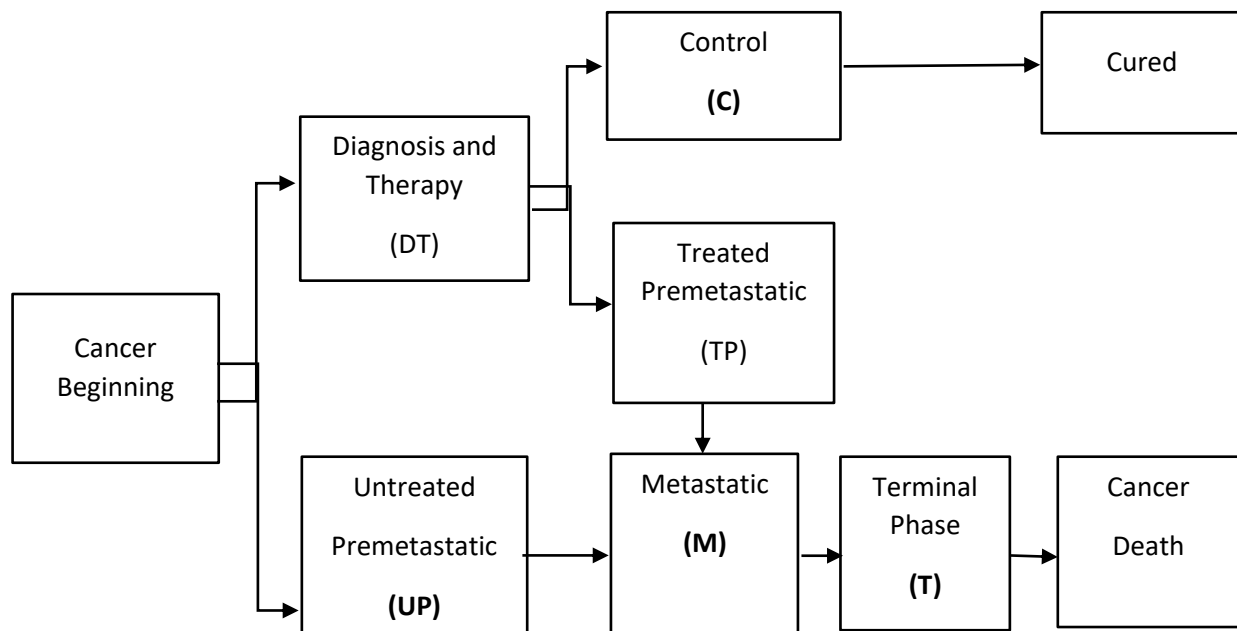 Control
(C)
Cured
Diagnosis and
Therapy
(DT)
Treated
Premetastatic
(TP)
Cancer
Beginning
Untreated
Premetastatic
(UP)
Metastatic
(M)
Terminal
Phase
(T)
Cancer
Death